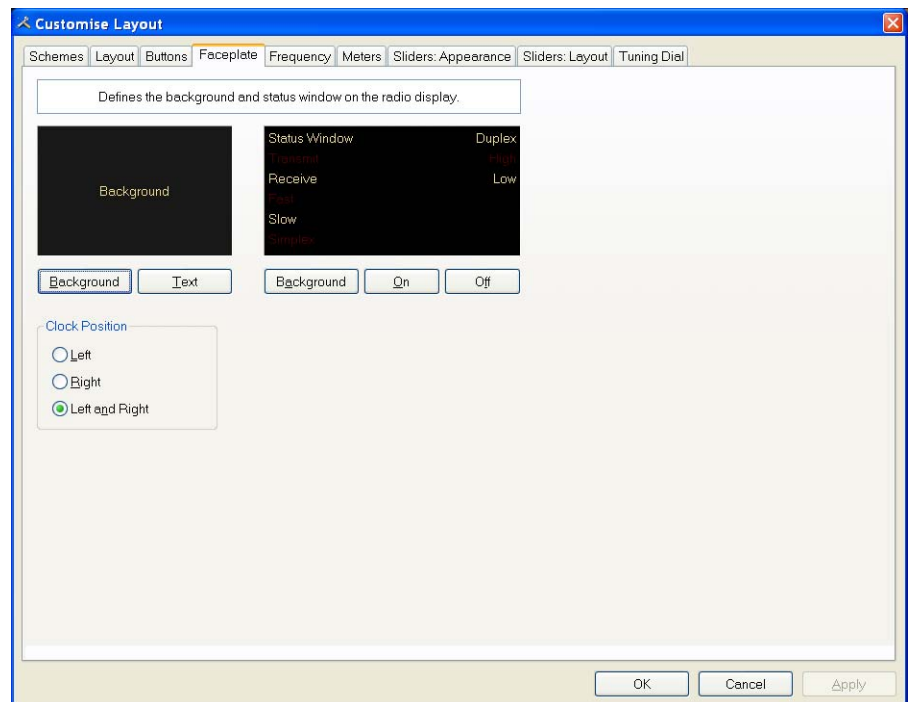 Customise Layout
Schemes Layout Buttons Faceplate Frequency Meters Sliders: Appearance Sliders: Layout Tuning Dial
Defines the background and status window on the radio display.
Background
Status Window Duplex
Transmit High
Receive Low
Fast
Slow
Simplex
Background Text Background On Off
Clock Position
Left
Right
Left and Right
OK Cancel Apply